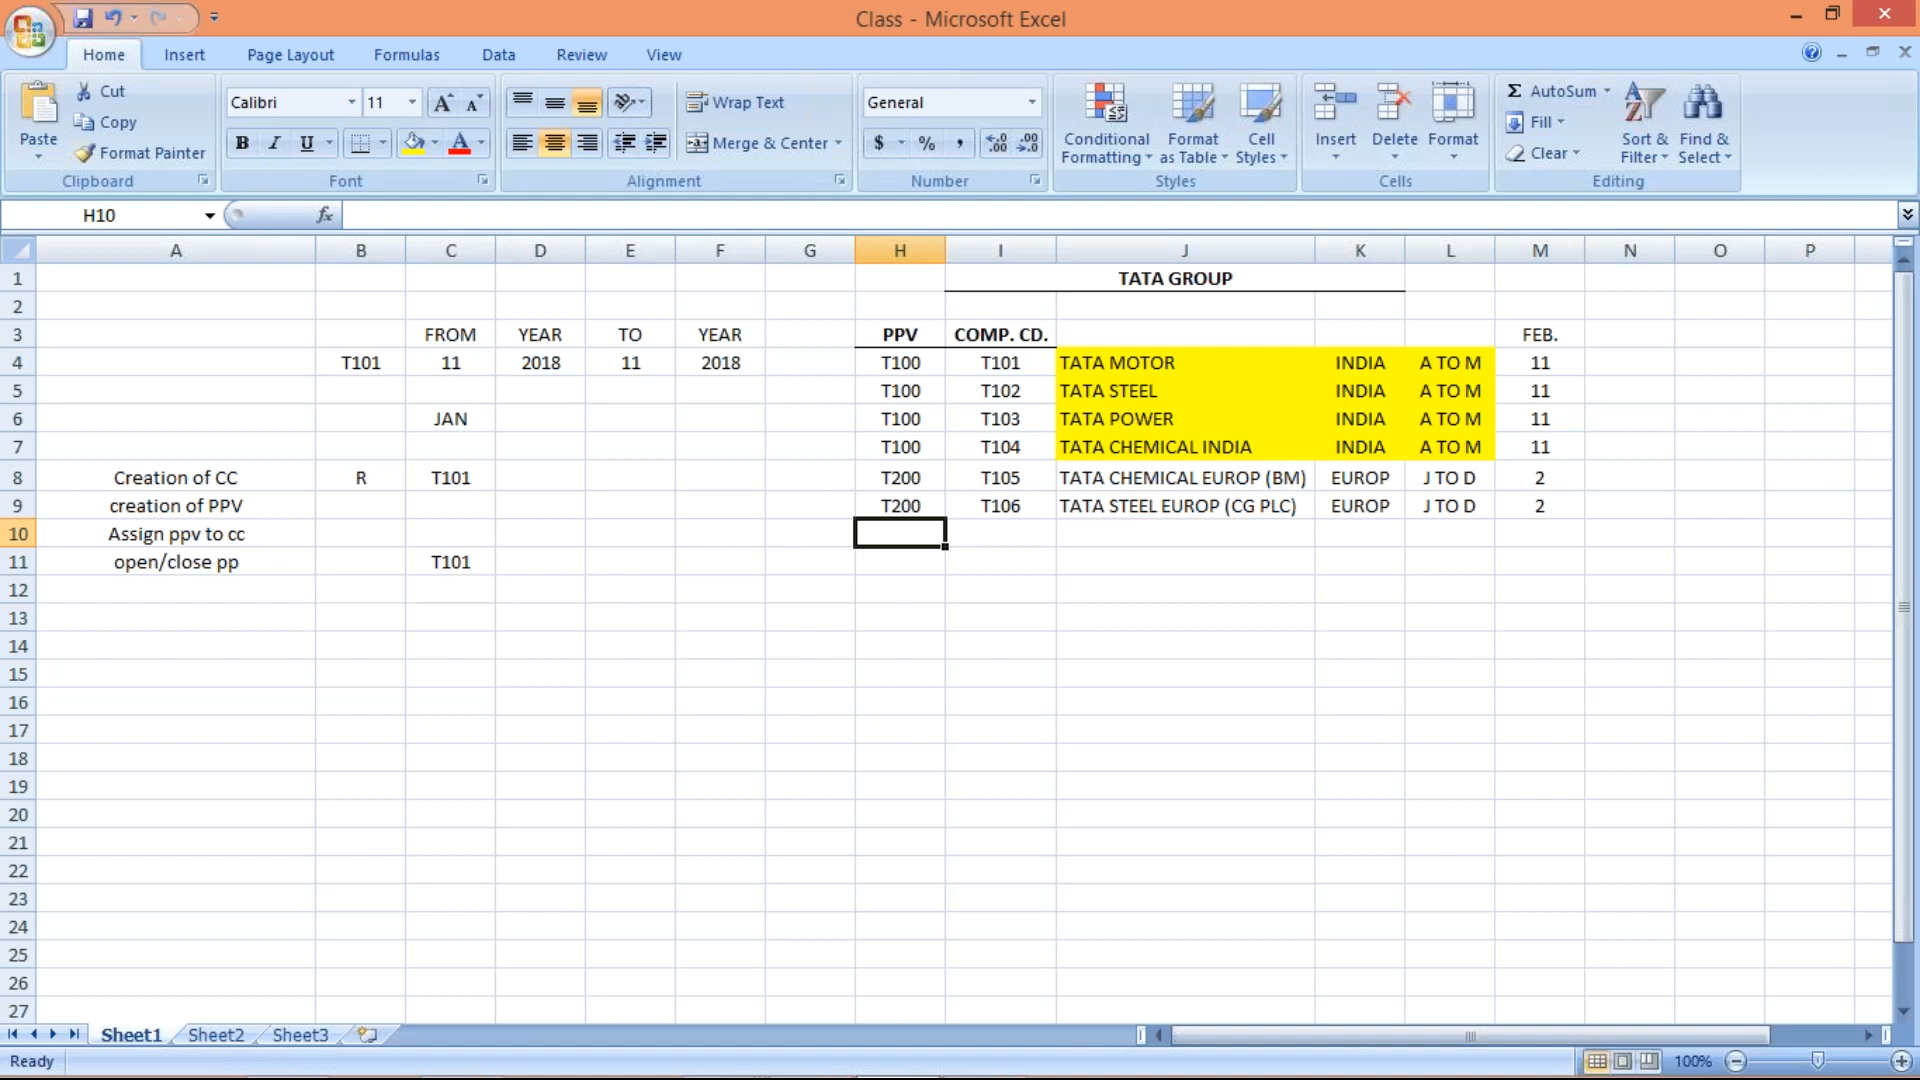 Class - Microsoft Excel
Home Insert Page Layout Formulas Data Review View
Paste Cut Copy Format Painter
Clipboard
Calibri 11 A A
B I U A
Font
Wrap Text
Merge & Center
Alignment
General
$ % , .0 .00 .00 .0
Number
Conditional Formatting Format as Table Cell Styles
Styles
Insert Delete Format
Cells
Σ AutoSum Fill Clear
Sort & Filter Find & Select
Editing
H10 fx
A B C D E F G H I J K L M N O P
1 TATA GROUP
2
3 FROM YEAR TO YEAR PPV COMP. CD. FEB.
4 T101 11 2018 11 2018 T100 T101 TATA MOTOR INDIA A TO M 11
5 T100 T102 TATA STEEL INDIA A TO M 11
6 JAN T100 T103 TATA POWER INDIA A TO M 11
7 T100 T104 TATA CHEMICAL INDIA INDIA A TO M 11
8 Creation of CC R T101 T200 T105 TATA CHEMICAL EUROP (BM) EUROP J TO D 2
9 creation of PPV T200 T106 TATA STEEL EUROP (CG PLC) EUROP J TO D 2
10 Assign ppv to cc
11 open/close pp T101
12
13
14
15
16
17
18
19
20
21
22
23
24
25
26
27
Sheet1 Sheet2 Sheet3
Ready 100%